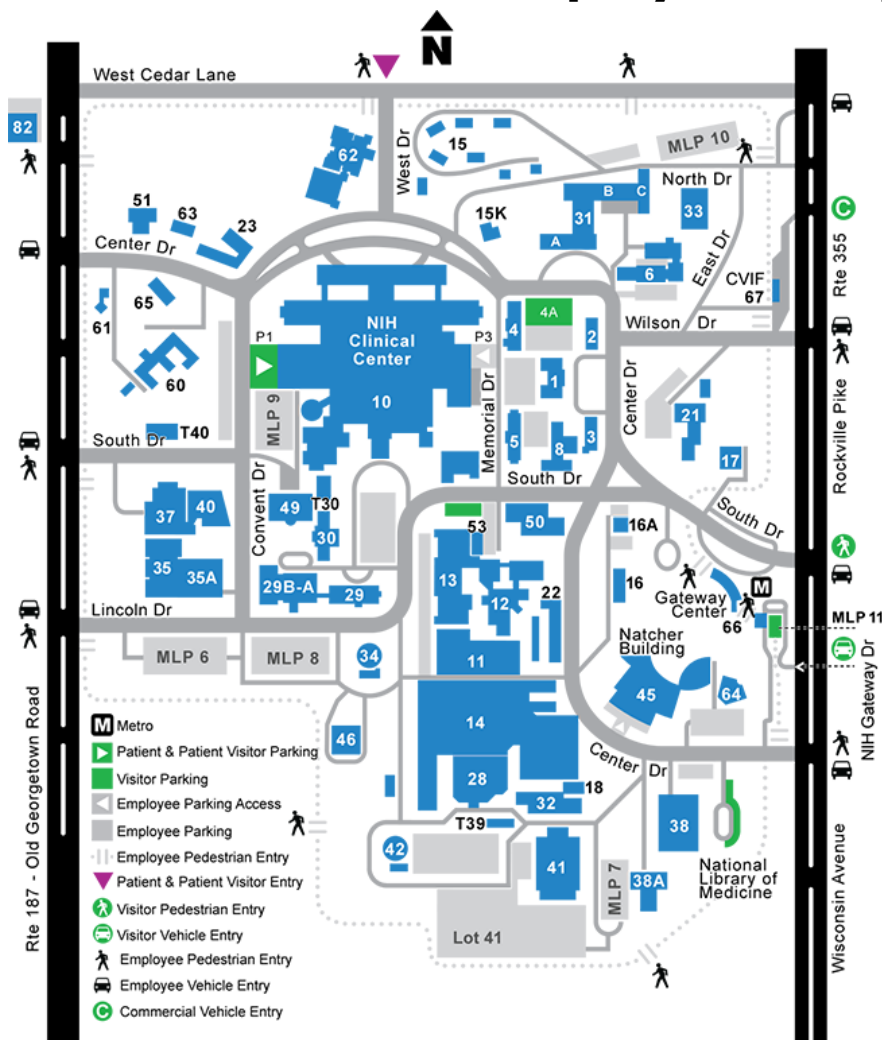 N
West Cedar Lane
82
62
West Dr
15
MLP 10
51
63
23
15K
North Dr
B
C
31
A
33
Center Dr
6
East Dr
CVIF
67
Rte 355
C
65
61
NIH
Clinical
Center
10
4
4A
2
Wilson Dr
P1
P3
60
MLP 9
1
Memorial Dr
Center Dr
21
Rockville Pike
T40
South Dr
5
8
3
17
South Dr
South Dr
37
40
Convent Dr
49
T30
30
53
50
16A
35
35A
29B-A
29
13
12
22
16
Gateway
Center
M
66
MLP 11
Lincoln Dr
MLP 6
MLP 8
34
11
Natcher
Building
45
64
NIH Gateway Dr
46
14
Center Dr
28
18
32
T39
38
42
41
MLP 7
38A
National
Library of
Medicine
Lot 41
Rte 187 - Old Georgetown Road
Wisconsin Avenue
M Metro
Patient & Patient Visitor Parking
Visitor Parking
Employee Parking Access
Employee Parking
Employee Pedestrian Entry
Patient & Patient Visitor Entry
Visitor Pedestrian Entry
Visitor Vehicle Entry
Employee Pedestrian Entry
Employee Vehicle Entry
C Commercial Vehicle Entry